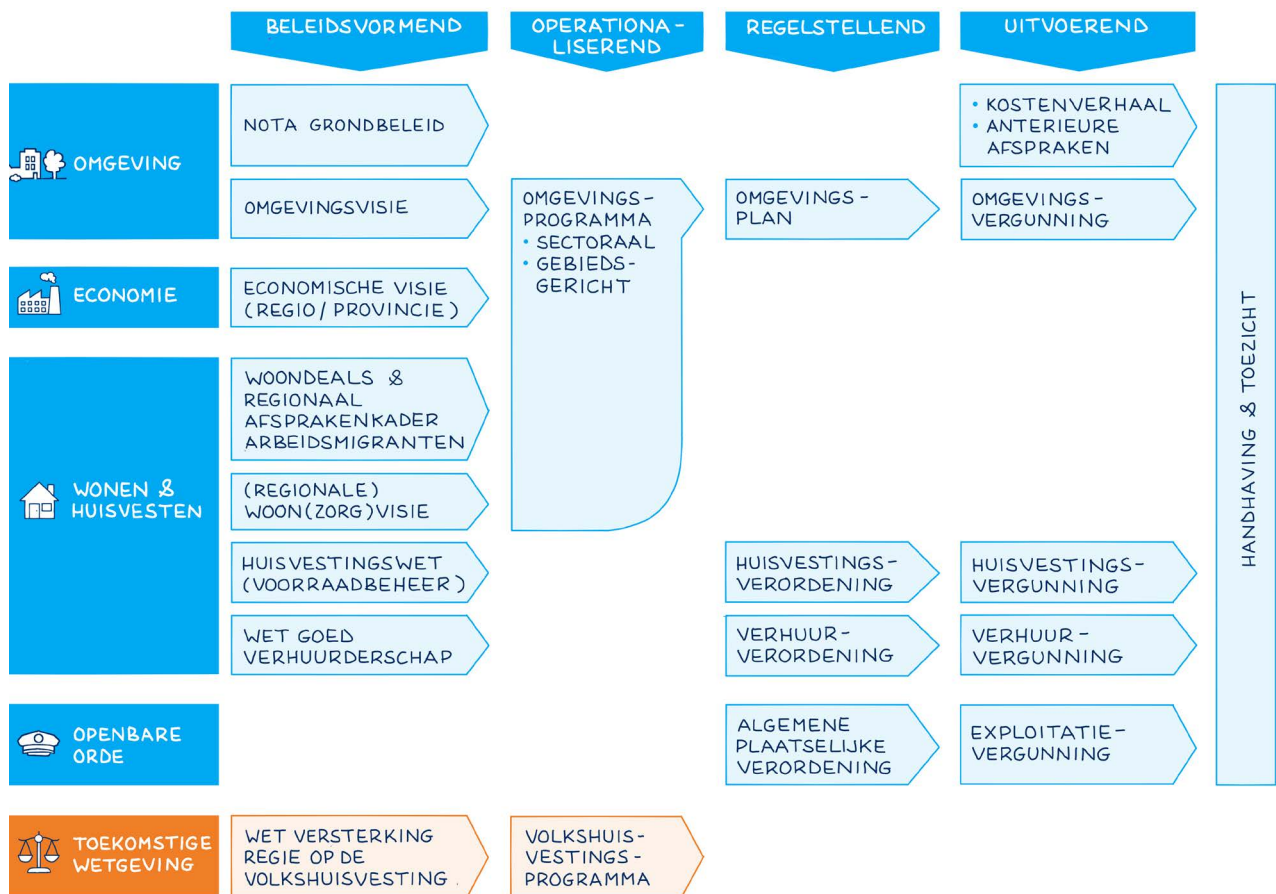 BELEIDSVORMEND
OPERATIONA-
LISEREND
REGELSTELLEND
UITVOEREND
OMGEVING
NOTA GRONDBELEID
• KOSTENVERHAAL
• ANTERIEURE
AFSPRAKEN
OMGEVINGSVISIE
OMGEVINGS-
PROGRAMMA
• SECTORAAL
• GEBIEDS-
GERICHT
OMGEVINGS-
PLAN
OMGEVINGS-
VERGUNNING
ECONOMIE
ECONOMISCHE VISIE
(REGIO/PROVINCIE)
WONEN &
HUISVESTEN
WOONDEALS &
REGIONAAL
AFSPRAKENKADER
ARBEIDSMIGRANTEN
(REGIONALE)
WOON(ZORG)VISIE
HUISVESTINGSWET
(VOORRAADBEHEER)
HUISVESTINGS-
VERORDENING
HUISVESTINGS-
VERGUNNING
WET GOED
VERHUURDERSCHAP
VERHUUR-
VERORDENING
VERHUUR-
VERGUNNING
OPENBARE
ORDE
ALGEMENE
PLAATSELIJKE
VERORDENING
EXPLOITATIE-
VERGUNNING
HANDHAVING & TOEZICHT
TOEKOMSTIGE
WETGEVING
WET VERSTERKING
REGIE OP DE
VOLKSHUISVESTING.
VOLKSHUIS-
VESTINGS-
PROGRAMMA